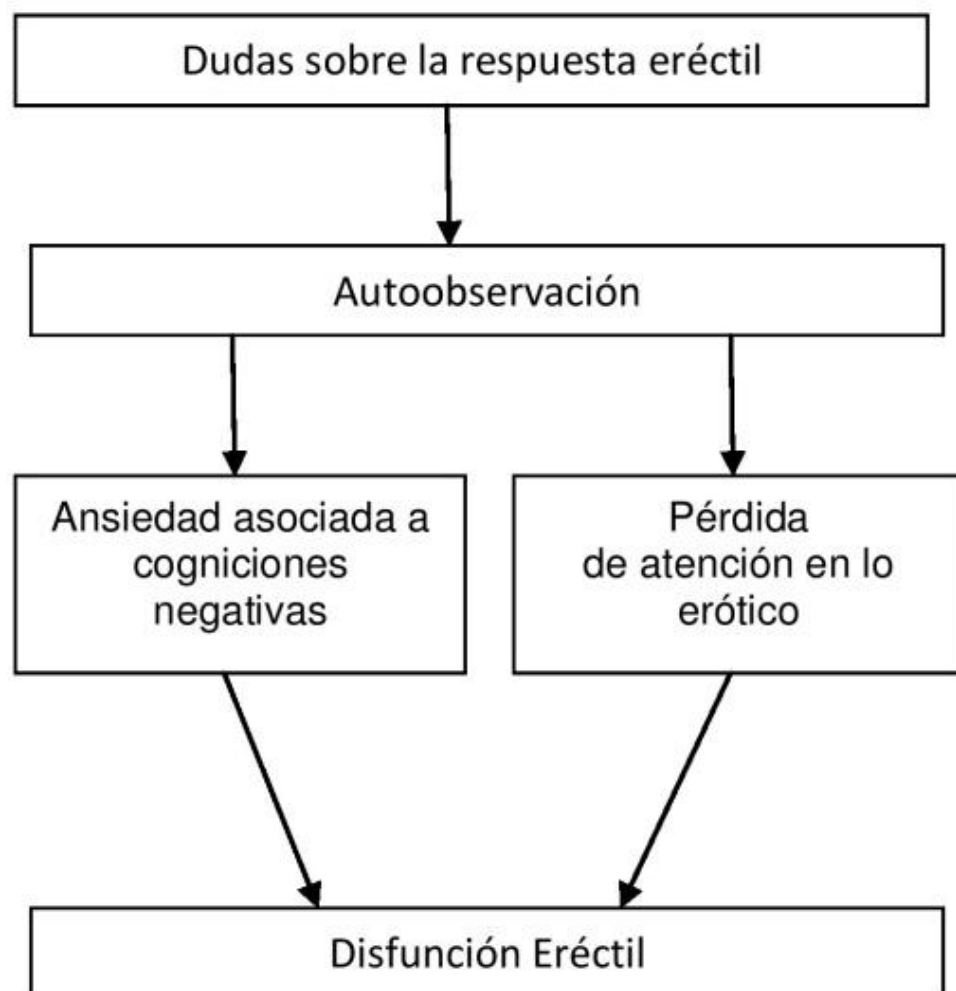 Dudas sobre la respuesta eréctil
Autoobservación
Ansiedad asociada a
cogniciones
negativas
Pérdida
de atención en lo
erótico
Disfunción Eréctil